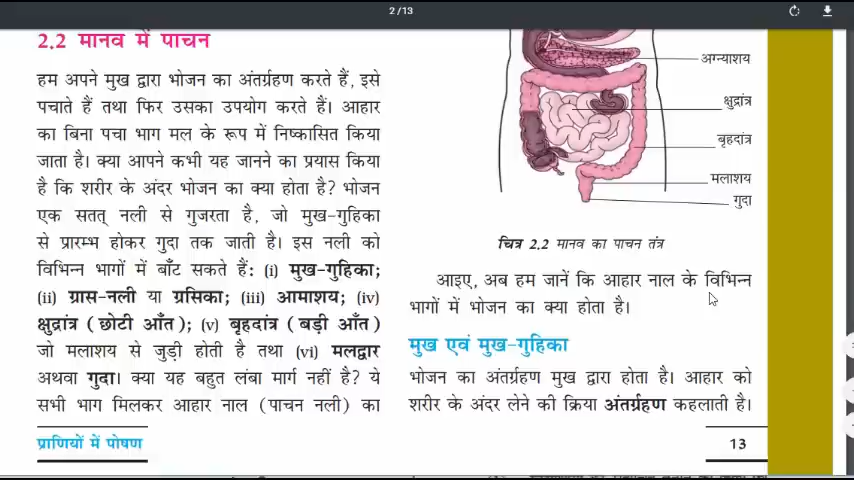 2/13
2.2 मानव में पाचन
हम अपने मुख द्वारा भोजन का अंतर्ग्रहण करते हैं, इसे
पचाते हैं तथा फिर उसका उपयोग करते हैं। आहार
का बिना पचा भाग मल के रूप में निष्कासित किया
जाता है। क्या आपने कभी यह जानने का प्रयास किया
है कि शरीर के अंदर भोजन का क्या होता है? भोजन
एक सतत् नली से गुजरता है, जो मुख-गुहिका
से प्रारम्भ होकर गुदा तक जाती है। इस नली को
विभिन्न भागों में बाँट सकते हैं: (i) मुख-गुहिका;
(ii) ग्रास-नली या ग्रसिका; (iii) आमाशय; (iv)
क्षुद्रांत्र (छोटी आँत); (v) बृहदांत्र (बड़ी आँत)
जो मलाशय से जुड़ी होती है तथा (vi) मलद्वार
अथवा गुदा। क्या यह बहुत लंबा मार्ग नहीं है? ये
सभी भाग मिलकर आहार नाल (पाचन नली) का
प्राणियों में पोषण
अग्न्याशय
क्षुद्रांत्र
बृहदांत्र
मलाशय
गुदा
चित्र 2.2 मानव का पाचन तंत्र
आइए, अब हम जानें कि आहार नाल के विभिन्न
भागों में भोजन का क्या होता है।
मुख एवं मुख-गुहिका
भोजन का अंतर्ग्रहण मुख द्वारा होता है। आहार को
शरीर के अंदर लेने की क्रिया अंतर्ग्रहण कहलाती है।
13